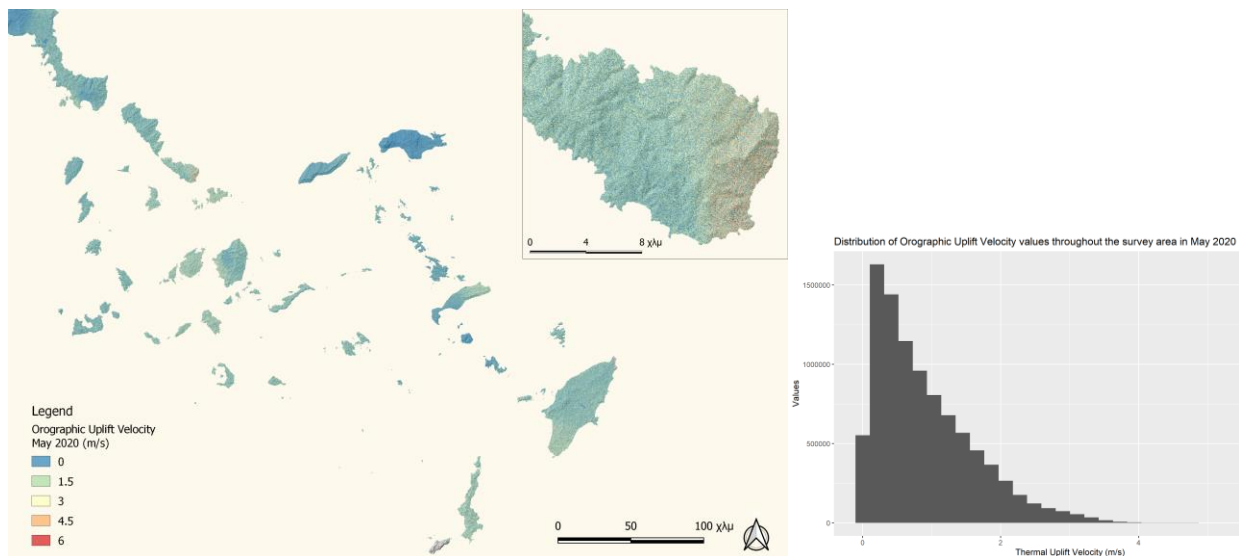 0 4 8 χλμ
Legend
Orographic Uplift Velocity
May 2020 (m/s)
0
1.5
3
4.5
6
0 50 100 χλμ
Distribution of Orographic Uplift Velocity values throughout the survey area in May 2020
Values
1500000
1000000
500000
0
0 2 4
Thermal Uplift Velocity (m/s)